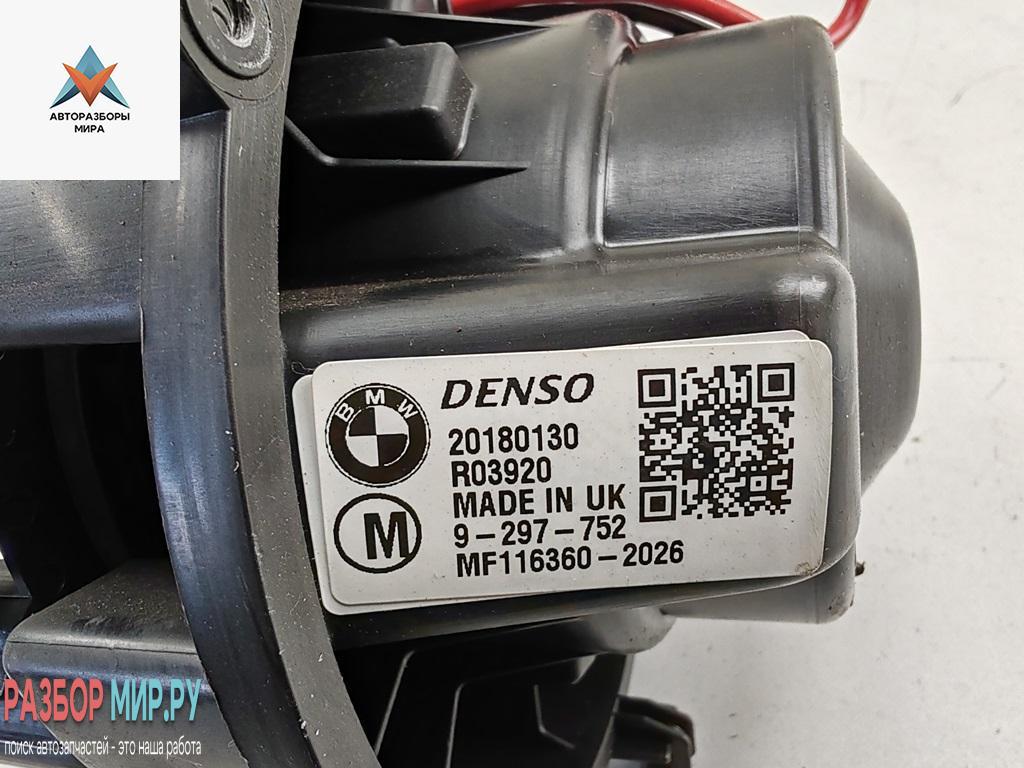 АВТОРАЗБОРЫ
МИРА
BMW
DENSO
20180130
R03920
MADE IN UK
9-297-752
MF116360-2026
M
РАЗБОР МИР.РУ
поиск автозапчастей - это наша работа